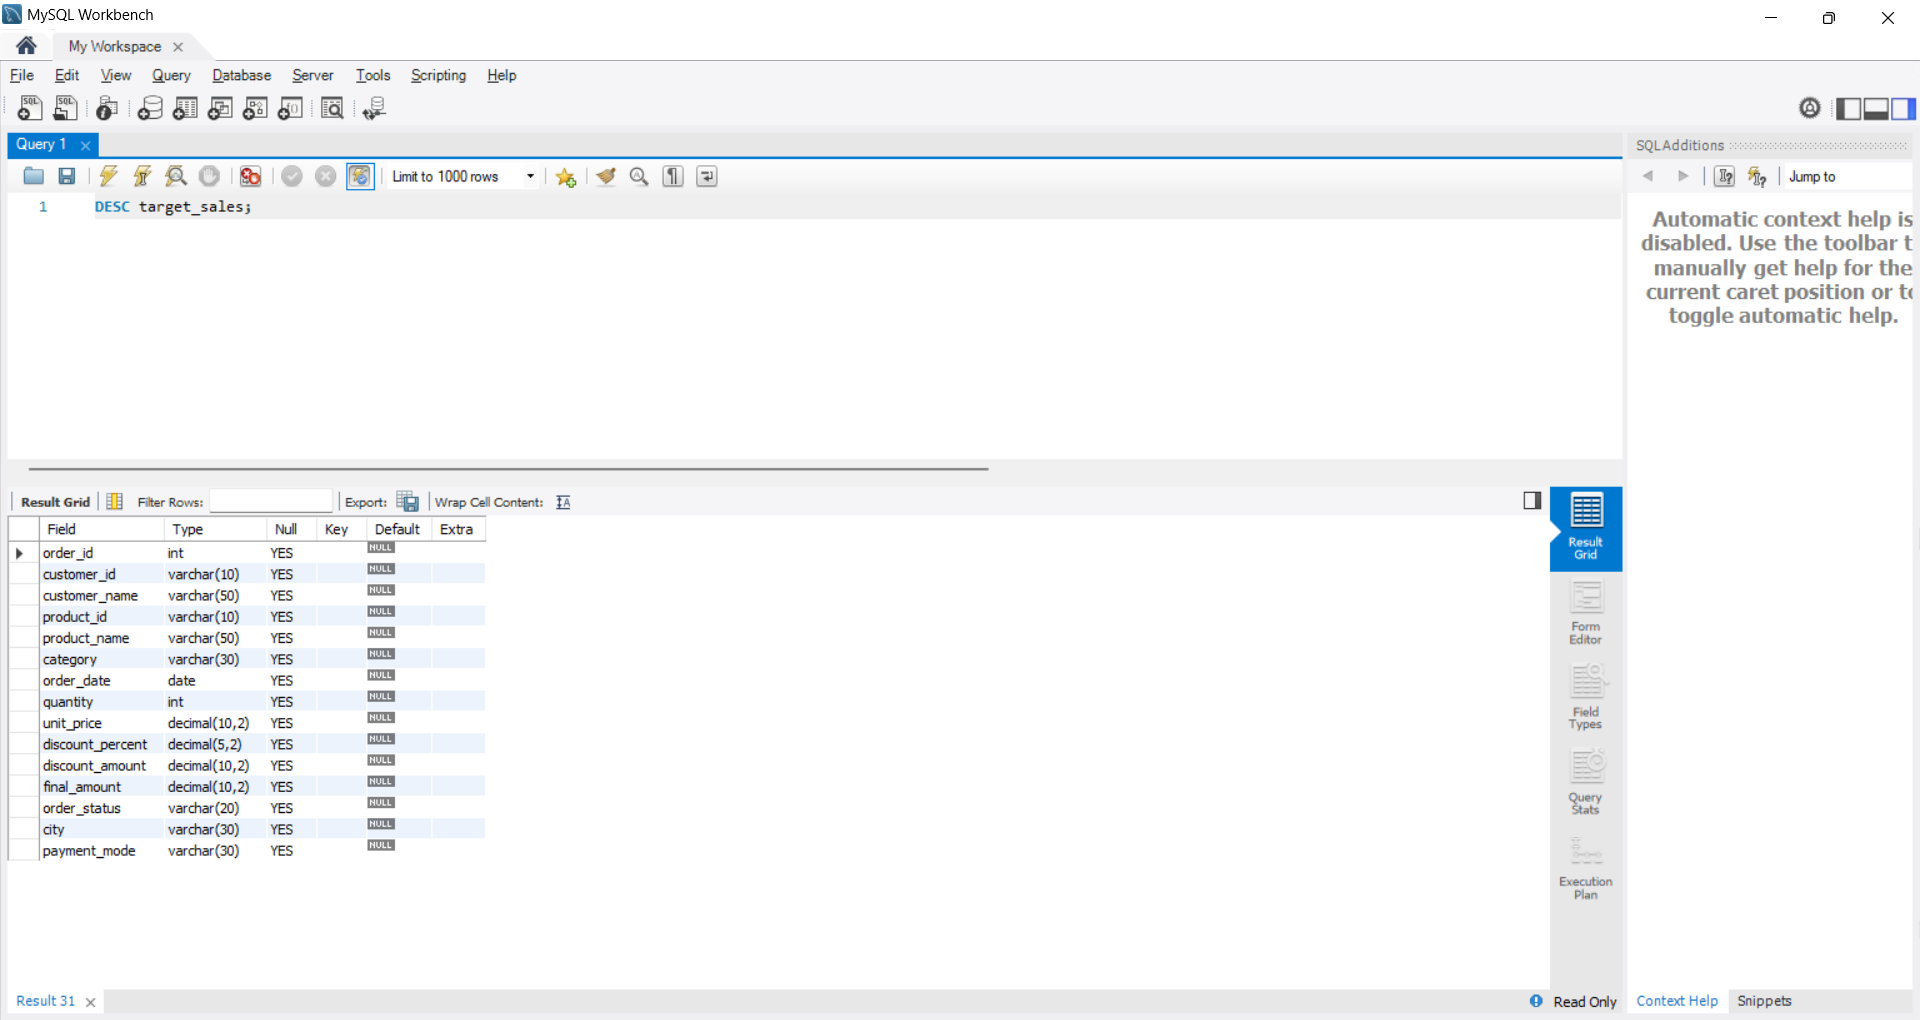 MySQL Workbench
My Workspace
File Edit View Query Database Server Tools Scripting Help
Query 1
SQLAdditions
Limit to 1000 rows
Jump to
1 DESC target_sales;
Automatic context help is
disabled. Use the toolbar t
manually get help for the
current caret position or to
toggle automatic help.
Result Grid Filter Rows: Export: Wrap Cell Content:
Field Type Null Key Default Extra
order_id int YES NULL
customer_id varchar(10) YES NULL
customer_name varchar(50) YES NULL
product_id varchar(10) YES NULL
product_name varchar(50) YES NULL
category varchar(30) YES NULL
order_date date YES NULL
quantity int YES NULL
unit_price decimal(10,2) YES NULL
discount_percent decimal(5,2) YES NULL
discount_amount decimal(10,2) YES NULL
final_amount decimal(10,2) YES NULL
order_status varchar(20) YES NULL
city varchar(30) YES NULL
payment_mode varchar(30) YES NULL
Result
Grid
Form
Editor
Field
Types
Query
Stats
Execution
Plan
Result 31
Read Only
Context Help Snippets